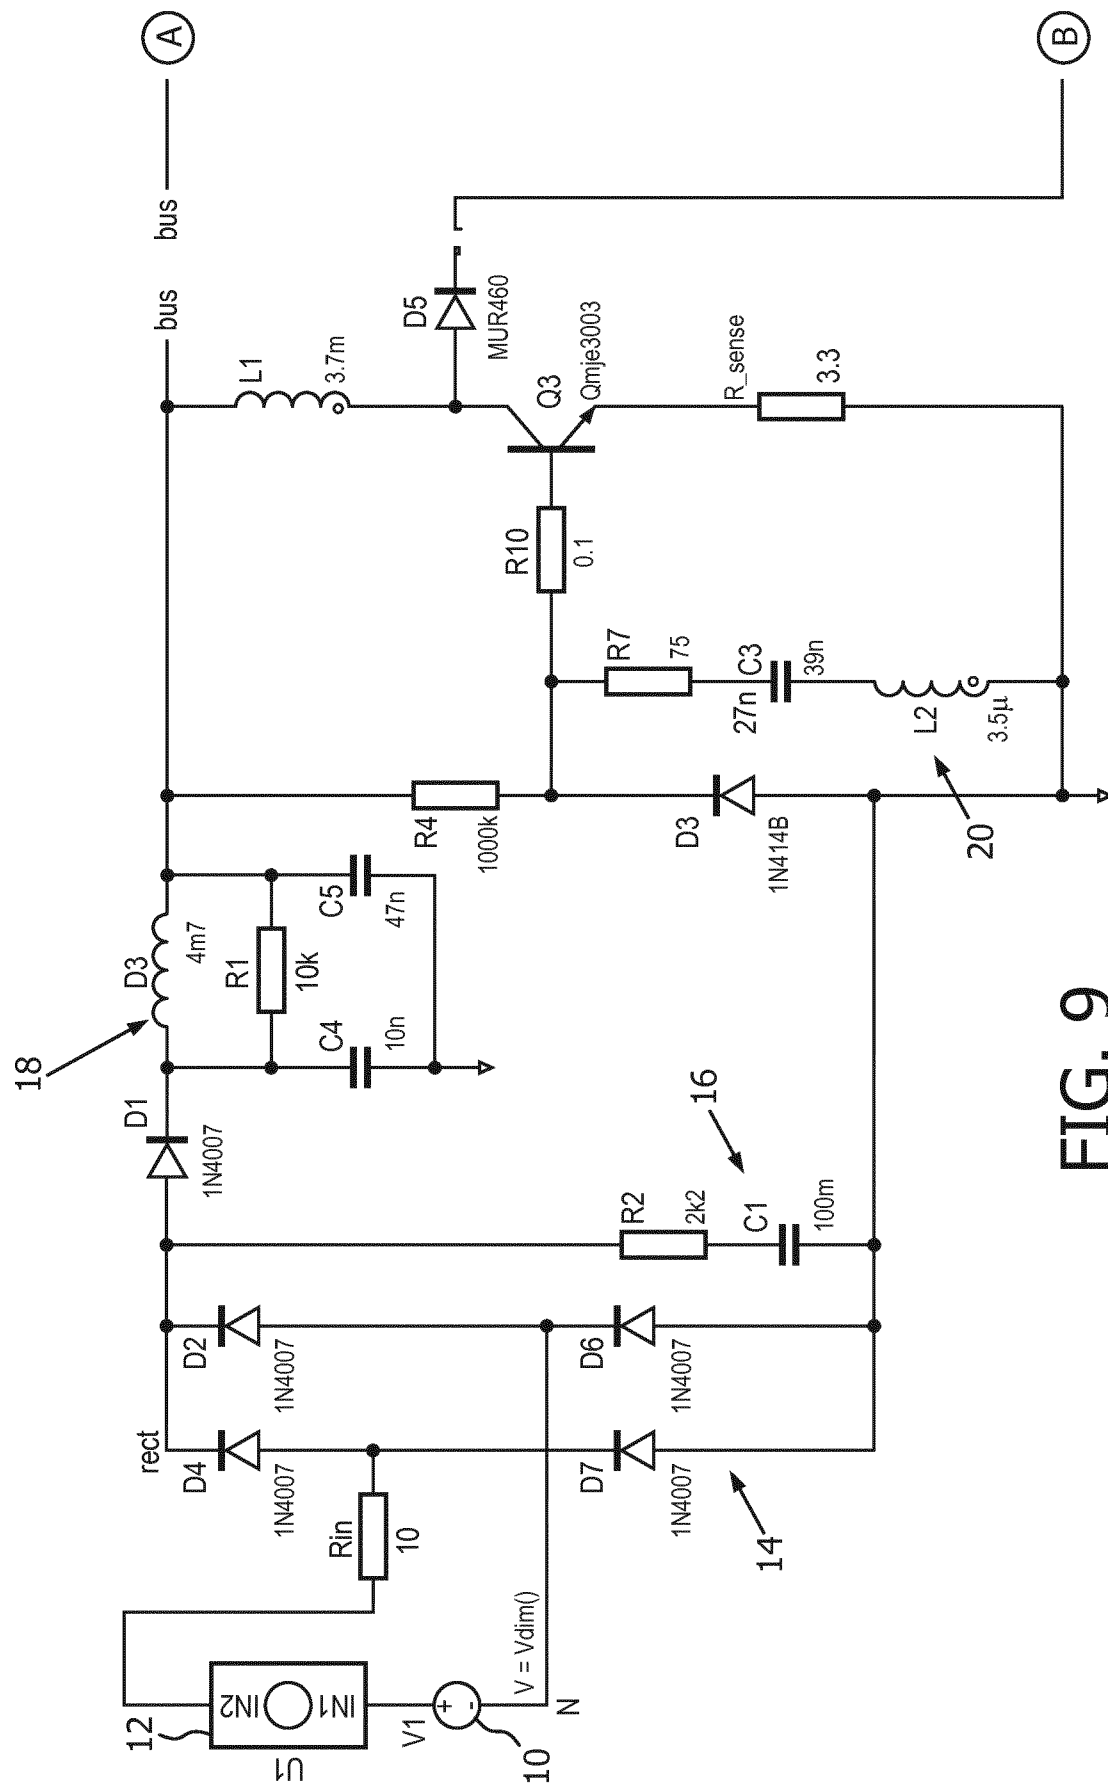 A
B
bus
bus
L1
3.7m
D5
MUR460
Q3
Qmje3003
R_sense
3.3
R10
0.1
R7
75
C3
27n
39n
L2
3.5µ
20
R4
1000k
D3
1N414B
18
D3
4m7
R1
10k
C5
47n
C4
10n
D1
1N4007
16
R2
2k2
C1
100m
rect
D2
1N4007
D6
1N4007
D4
1N4007
D7
1N4007
14
Rin
10
12
U1
IN2
IN1
V1
+
-
10
V = Vdim()
N
FIG. 9